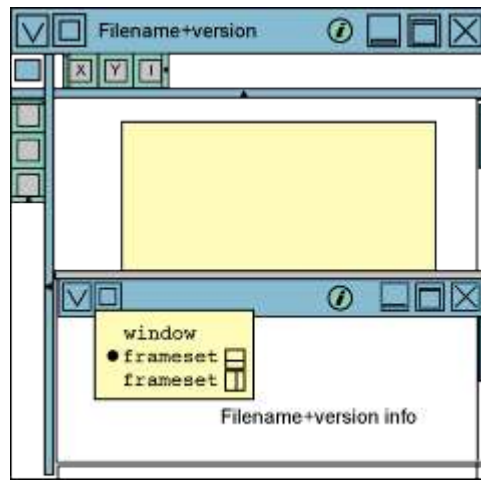 Filename+version i
X Y I
i
window
frameset
frameset
Filename+version info